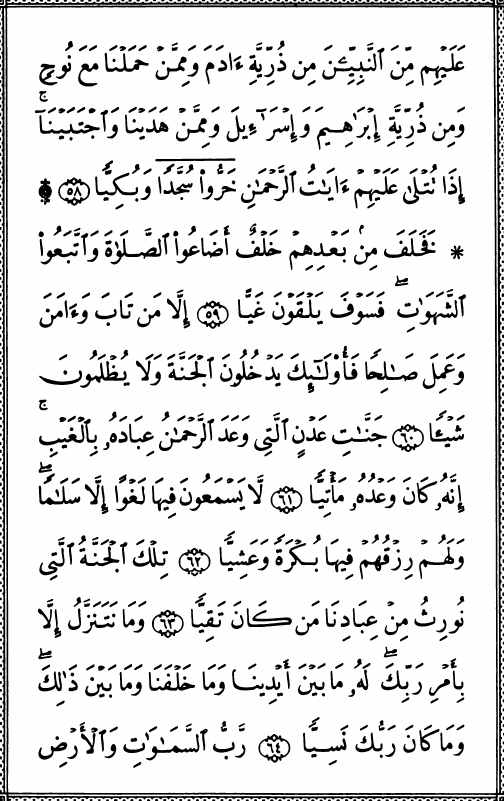 عَلَيْهِم مِّنَ ٱلنَّبِيِّـۧنَ مِن ذُرِّيَّةِ ءَادَمَ وَمِمَّنْ حَمَلْنَا مَعَ نُوحٍ
وَمِن ذُرِّيَّةِ إِبْرَٰهِيمَ وَإِسْرَٰٓءِيلَ وَمِمَّنْ هَدَيْنَا وَٱجْتَبَيْنَآ ۚ
إِذَا تُتْلَىٰ عَلَيْهِمْ ءَايَٰتُ ٱلرَّحْمَٰنِ خَرُّوا۟ سُجَّدًا وَبُكِيًّا ﴿٥٨﴾ ۩
* فَخَلَفَ مِنۢ بَعْدِهِمْ خَلْفٌ أَضَاعُوا۟ ٱلصَّلَوٰةَ وَٱتَّبَعُوا۟
ٱلشَّهَوَٰتِ ۖ فَسَوْفَ يَلْقَوْنَ غَيًّا ﴿٥٩﴾ إِلَّا مَن تَابَ وَءَامَنَ
وَعَمِلَ صَٰلِحًا فَأُو۟لَٰٓئِكَ يَدْخُلُونَ ٱلْجَنَّةَ وَلَا يُظْلَمُونَ
شَيْـًٔا ﴿٦٠﴾ جَنَّٰتِ عَدْنٍ ٱلَّتِى وَعَدَ ٱلرَّحْمَٰنُ عِبَادَهُۥ بِٱلْغَيْبِ ۚ
إِنَّهُۥ كَانَ وَعْدُهُۥ مَأْتِيًّا ﴿٦١﴾ لَّا يَسْمَعُونَ فِيهَا لَغْوًا إِلَّا سَلَٰمًا ۖ
وَلَهُمْ رِزْقُهُمْ فِيهَا بُكْرَةً وَعَشِيًّا ﴿٦٢﴾ تِلْكَ ٱلْجَنَّةُ ٱلَّتِى
نُورِثُ مِنْ عِبَادِنَا مَن كَانَ تَقِيًّا ﴿٦٣﴾ وَمَا نَتَنَزَّلُ إِلَّا
بِأَمْرِ رَبِّكَ ۖ لَهُۥ مَا بَيْنَ أَيْدِينَا وَمَا خَلْفَنَا وَمَا بَيْنَ ذَٰلِكَ ۚ
وَمَا كَانَ رَبُّكَ نَسِيًّا ﴿٦٤﴾ رَّبُّ ٱلسَّمَٰوَٰتِ وَٱلْأَرْضِ